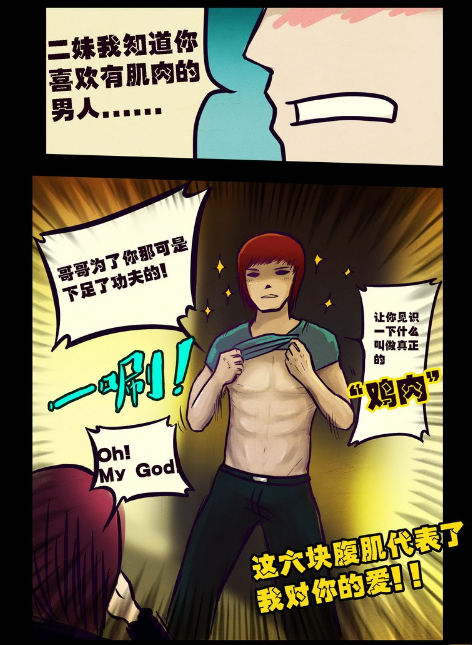 二妹我知道你
喜欢有肌肉的
男人......
哥哥为了你那可是
下足了功夫的!
让你见识
一下什么
叫做真正
的
“鸡肉”
一唰!
Oh!
My God!
这六块腹肌代表了
我对你的爱!!